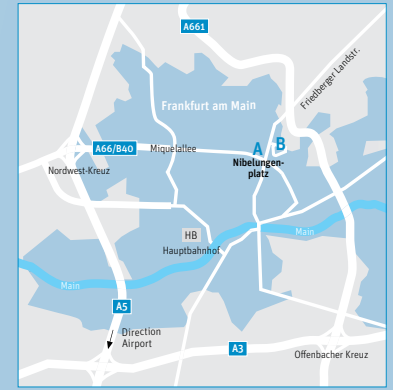 A661
Friedberger Landstr.
Frankfurt am Main
A66/B40
Miquelallee
A
B
Nibelungen-
platz
Nordwest-Kreuz
HB
Hauptbahnhof
Main
Main
A5
Direction
Airport
A3
Offenbacher Kreuz